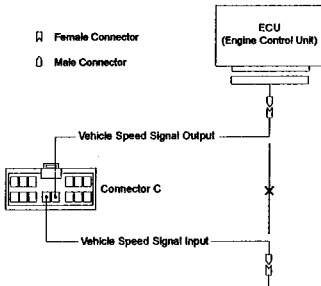 ECU
(Engine Control Unit)
Female Connector
Male Connector
Vehicle Speed Signal Output
Connector C
Vehicle Speed Signal Input